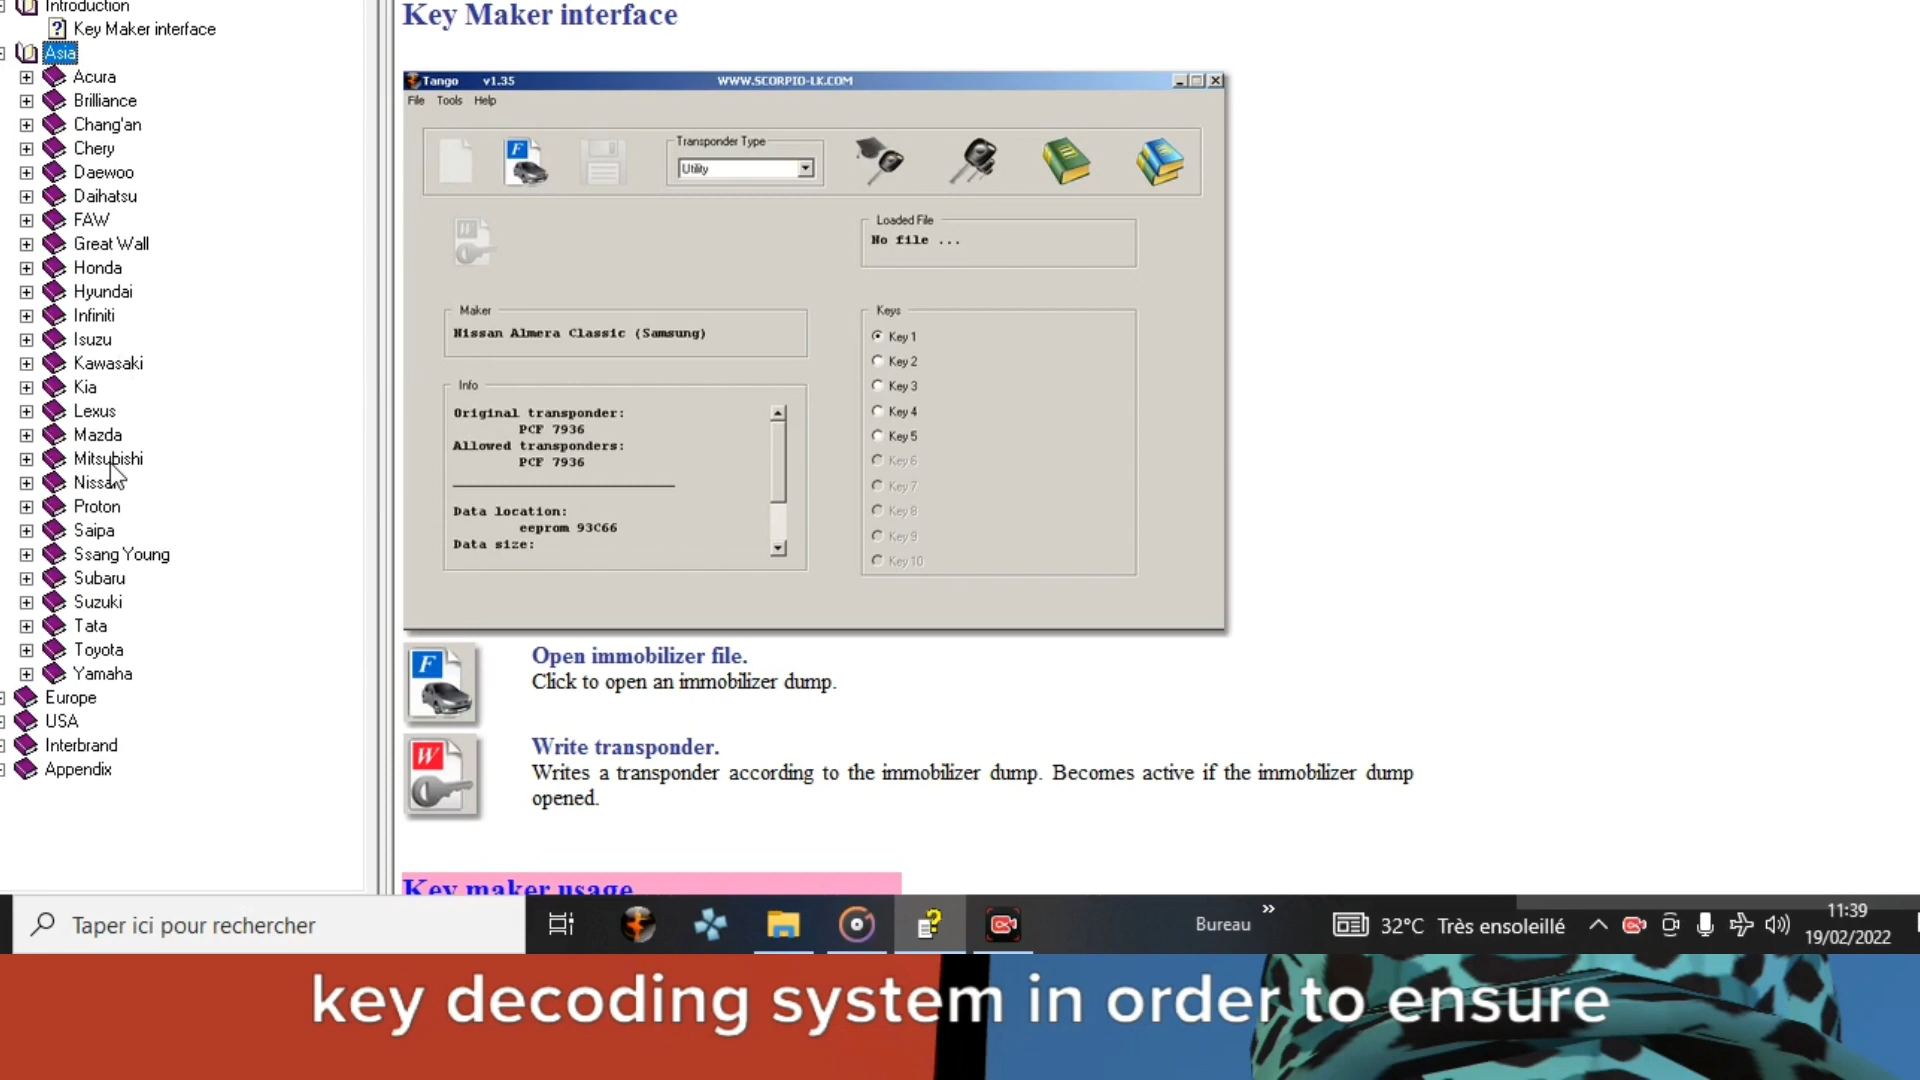 Introduction
Key Maker interface
Asia
Acura
Brilliance
Chang'an
Chery
Daewoo
Daihatsu
FAW
Great Wall
Honda
Hyundai
Infiniti
Isuzu
Kawasaki
Kia
Lexus
Mazda
Mitsubishi
Nissan
Proton
Saipa
Ssang Young
Subaru
Suzuki
Tata
Toyota
Yamaha
Europe
USA
Interbrand
Appendix
Key Maker interface
Tango v1.35 WWW.SCORPIO-LK.COM
File Tools Help
F
Transponder Type
Utility
W
Loaded File
No file ...
Maker
Nissan Almera Classic (Samsung)
Info
Original transponder:
PCF 7936
Allowed transponders:
PCF 7936
Data location:
eeprom 93C66
Data size:
Keys
Key 1
Key 2
Key 3
Key 4
Key 5
Key 6
Key 7
Key 8
Key 9
Key 10
F
Open immobilizer file.
Click to open an immobilizer dump.
W
Write transponder.
Writes a transponder according to the immobilizer dump. Becomes active if the immobilizer dump
opened.
Key maker usage
Taper ici pour rechercher
Bureau
32°C Très ensoleillé
11:39
19/02/2022
key decoding system in order to ensure